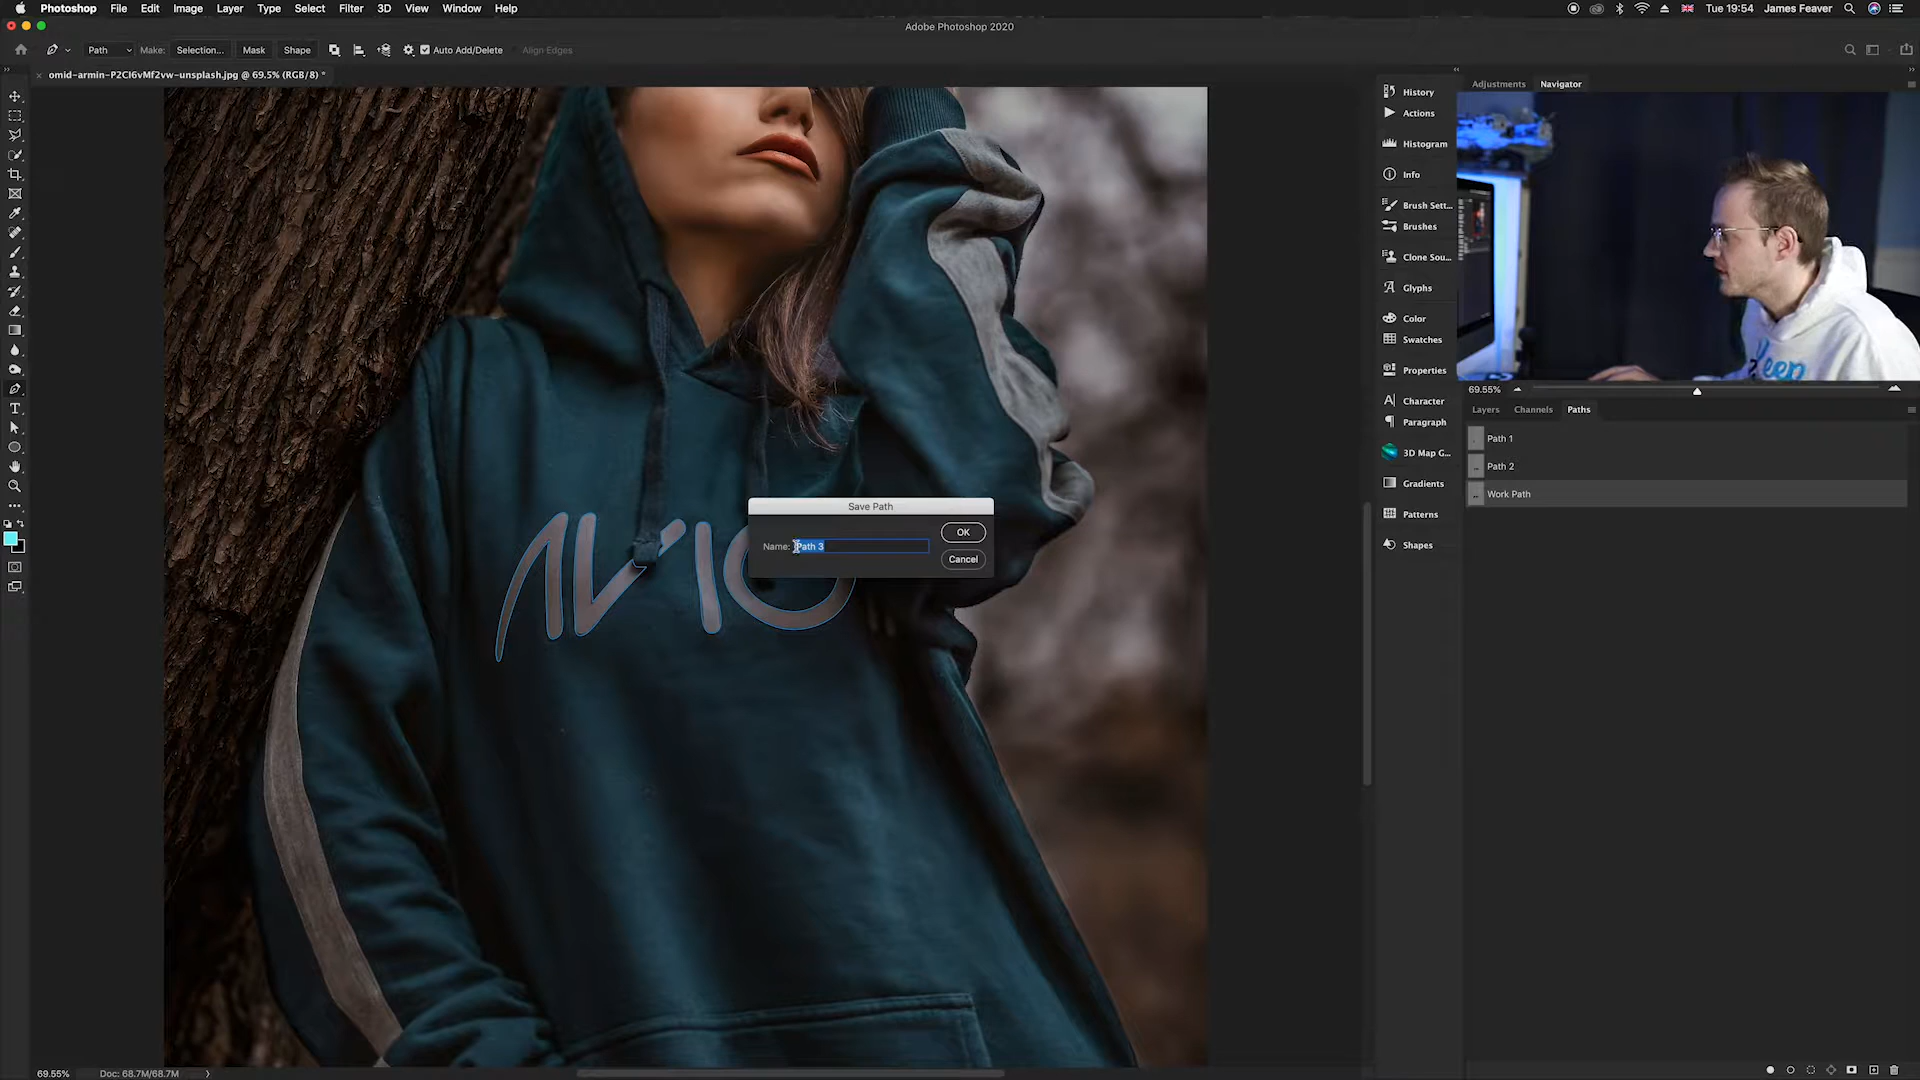 Photoshop File Edit Image Layer Type Select Filter 3D View Window Help Tue 19:54 James Feaver
Adobe Photoshop 2020
Path Make: Selection... Mask Shape Auto Add/Delete Align Edges
omid-armin-P2CI6vMf2vw-unsplash.jpg @ 69.5% (RGB/8) *
Adjustments Navigator
History
Actions
Histogram
Info
Brush Sett...
Brushes
Clone Sou...
Glyphs
Color
Swatches
Properties
69.55%
Character
Paragraph
3D Map G...
Gradients
Patterns
Shapes
Layers Channels Paths
Path 1
Path 2
Work Path
Save Path
Name: Path 3
OK
Cancel
69.55% Doc: 68.7M/68.7M